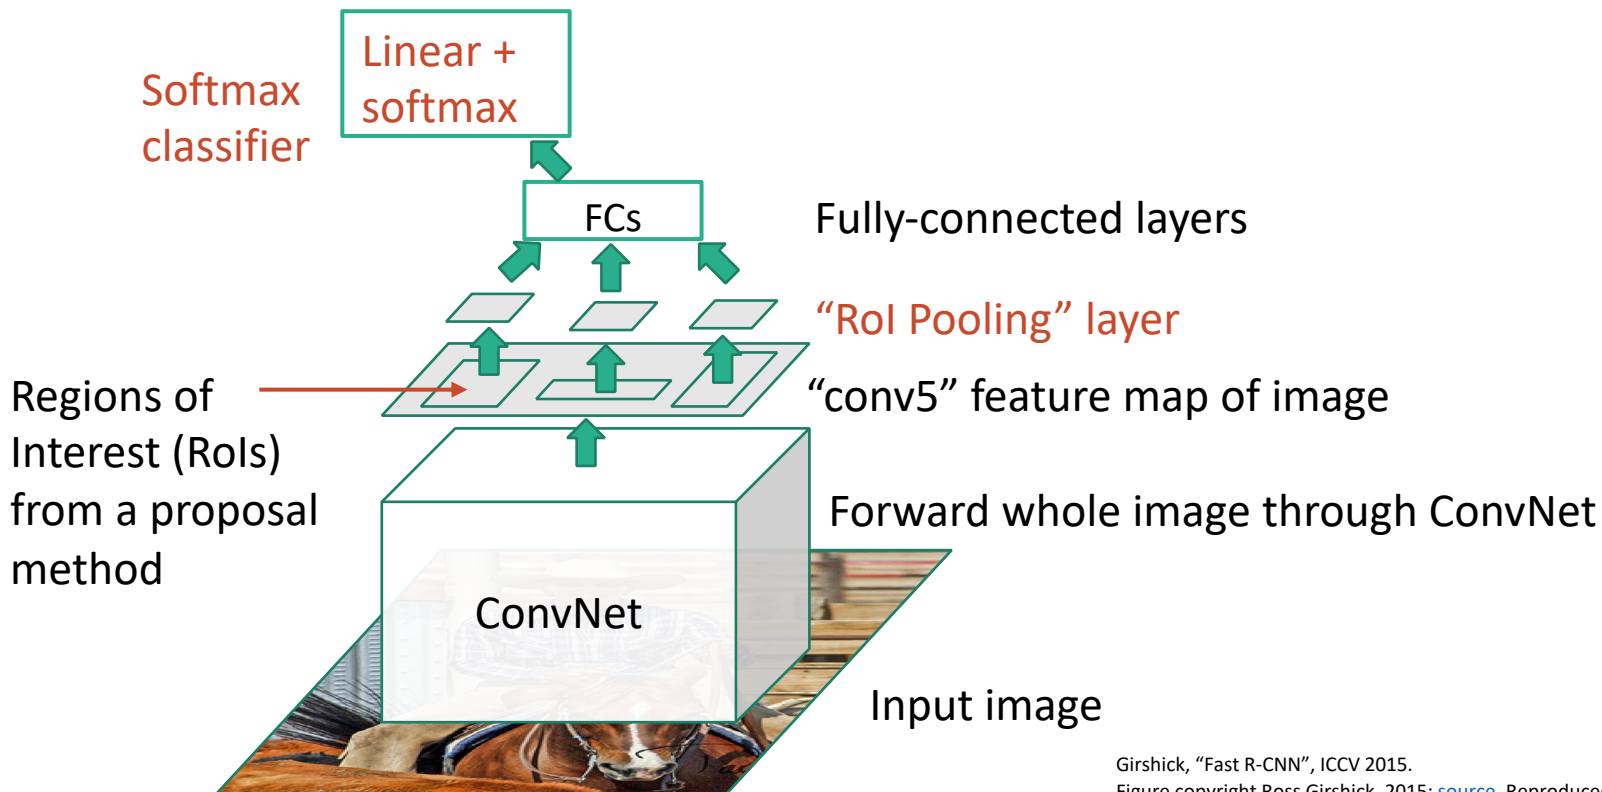 Linear +
softmax
Softmax
classifier
FCs
Fully-connected layers
“RoI Pooling” layer
Regions of
Interest (RoIs)
from a proposal
method
“conv5” feature map of image
Forward whole image through ConvNet
ConvNet
Input image
Girshick, “Fast R-CNN”, ICCV 2015.
Figure copyright Ross Girshick, 2015; source. Reproduced